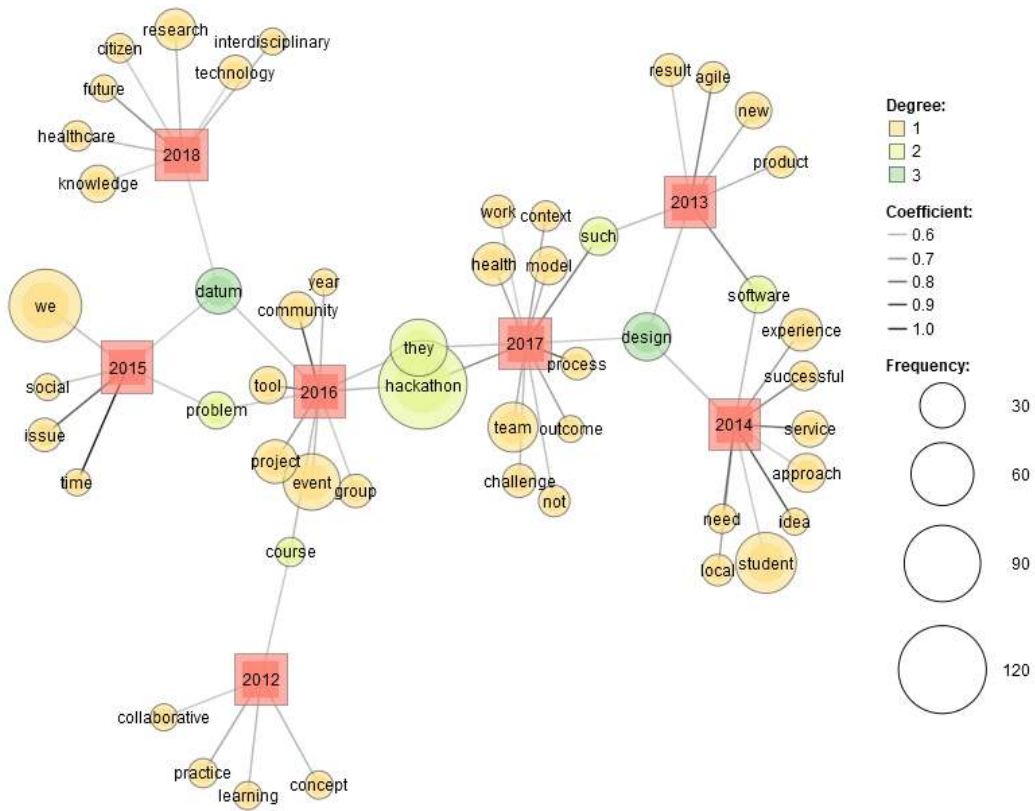 research
interdisciplinary
citizen
technology
future
healthcare
2018
knowledge
result
agile
new
product
2013
such
work
context
health
model
software
datum
year
community
we
experience
they
2017
design
process
successful
2015
social
tool
2016
hackathon
problem
issue
team
outcome
2014
service
time
project
event
group
challenge
not
approach
need
idea
local
student
course
2012
collaborative
practice
learning
concept
Degree:
1
2
3
Coefficient:
0.6
0.7
0.8
0.9
1.0
Frequency:
30
60
90
120